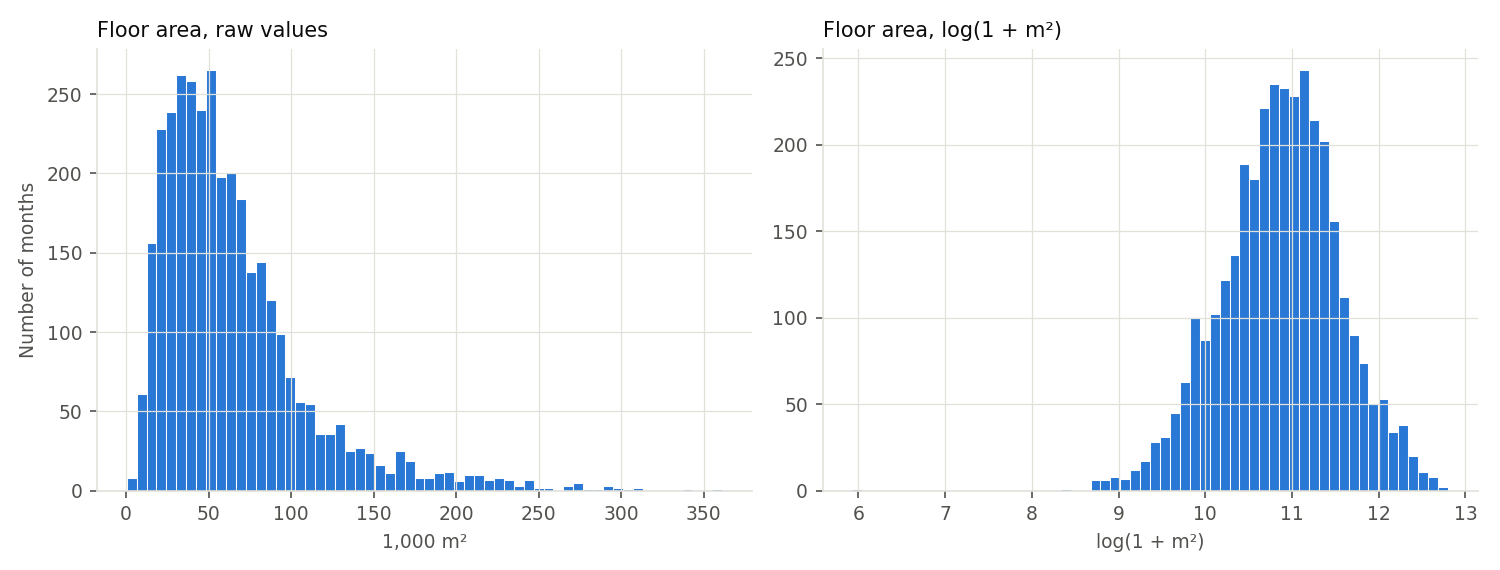 Floor area, raw values
Number of months
250
200
150
100
50
0
0 50 100 150 200 250 300 350
1,000 m²
Floor area, log(1 + m²)
250
200
150
100
50
0
6 7 8 9 10 11 12 13
log(1 + m²)